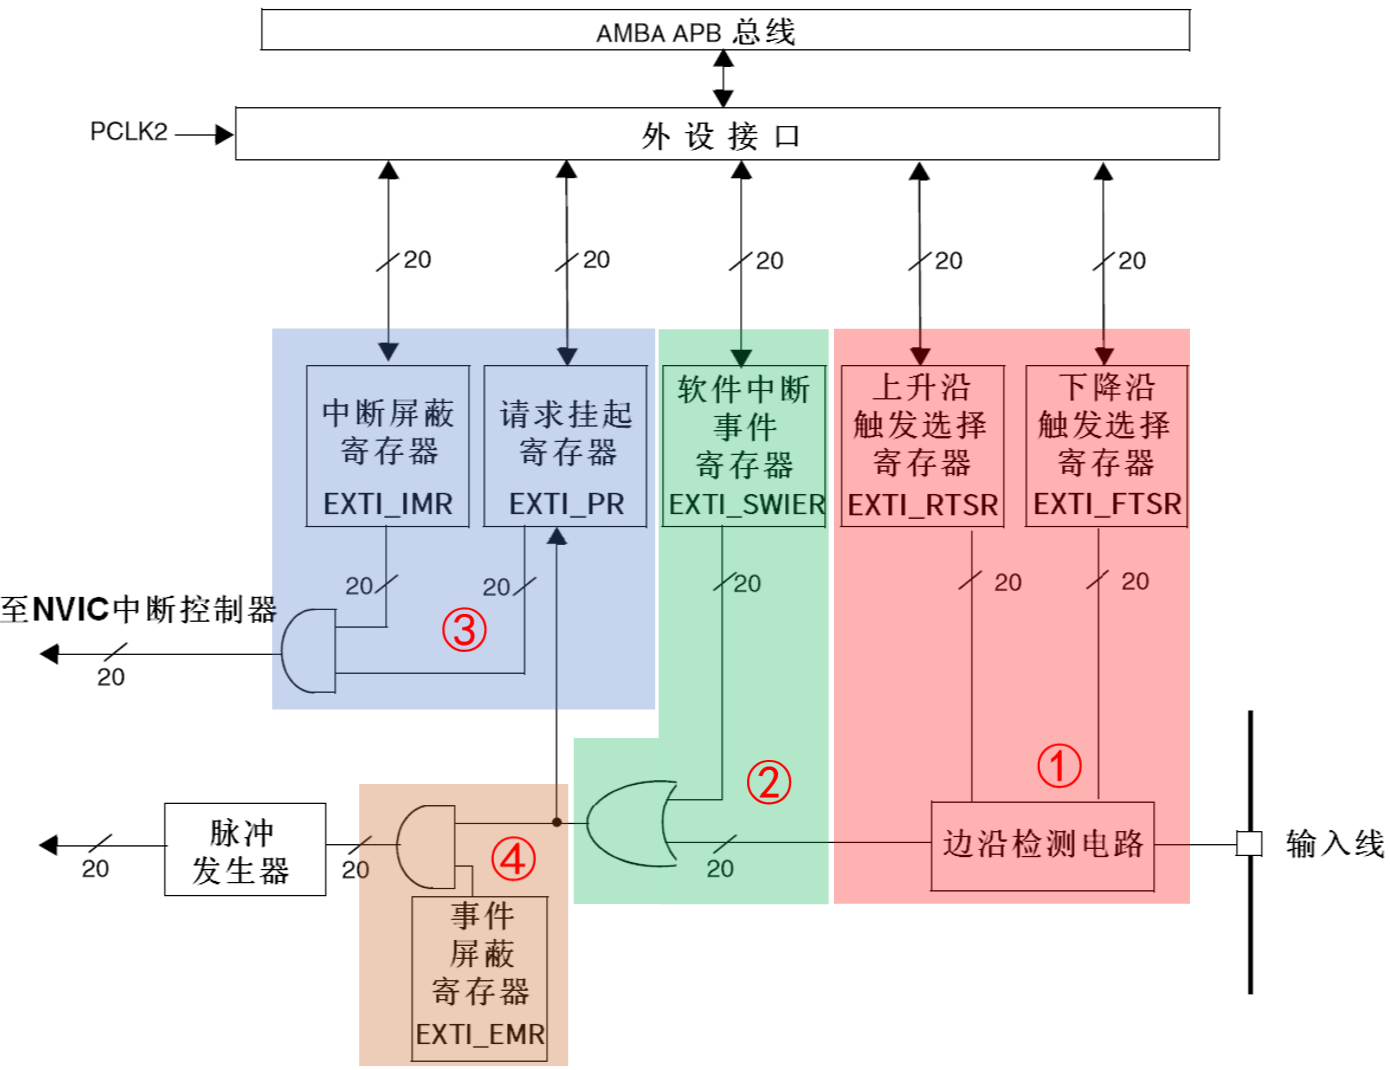 AMBA APB 总线
PCLK2
外设接口
20
20
20
20
20
中断屏蔽
寄存器
EXTI_IMR
请求挂起
寄存器
EXTI_PR
软件中断
事件
寄存器
EXTI_SWIER
上升沿
触发选择
寄存器
EXTI_RTSR
下降沿
触发选择
寄存器
EXTI_FTSR
20
20
20
20
20
至NVIC中断控制器
20
③
②
①
脉冲
发生器
20
20
④
20
边沿检测电路
输入线
事件
屏蔽
寄存器
EXTI_EMR